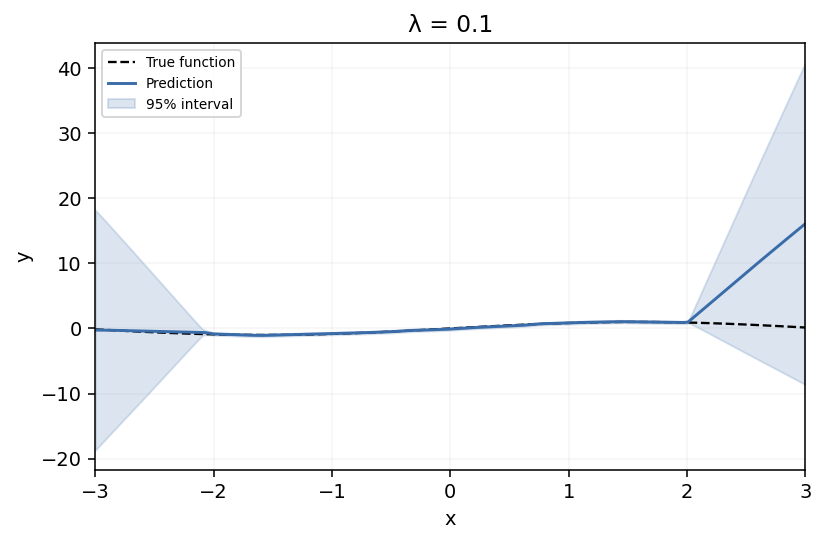 λ = 0.1
True function
Prediction
95% interval
y
40
30
20
10
0
−10
−20
−3
−2
−1
0
1
2
3
x